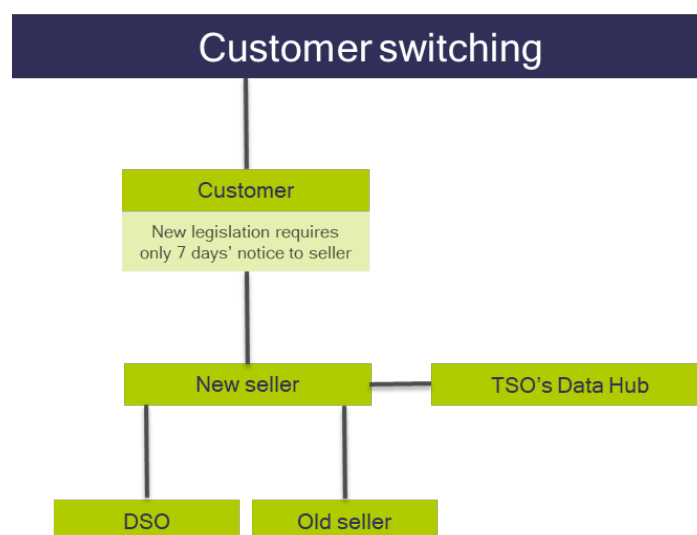 Customer switching
Customer
New legislation requires
only 7 days’ notice to seller
New seller
TSO’s Data Hub
DSO
Old seller